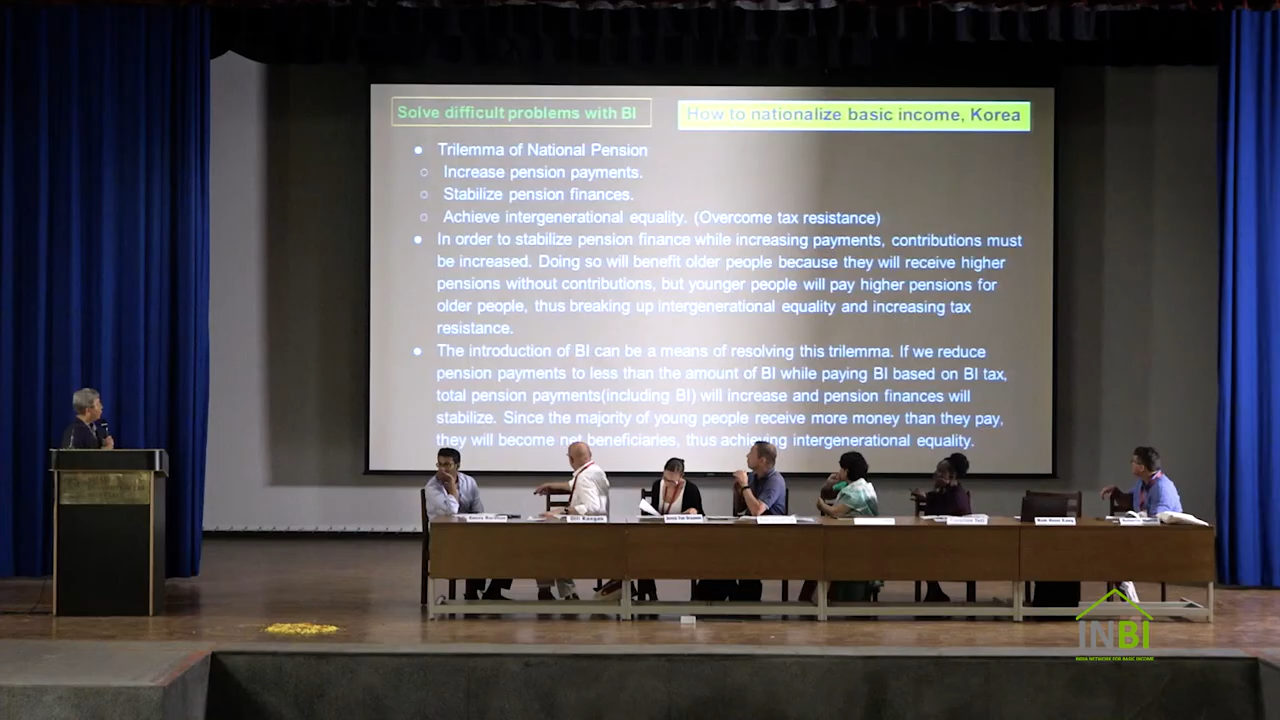 Solve difficult problems with BI
How to nationalize basic income, Korea
● Trilemma of National Pension
○ Increase pension payments.
○ Stabilize pension finances.
○ Achieve intergenerational equality. (Overcome tax resistance)
● In order to stabilize pension finance while increasing payments, contributions must
be increased. Doing so will benefit older people because they will receive higher
pensions without contributions, but younger people will pay higher pensions for
older people, thus breaking up intergenerational equality and increasing tax
resistance.
● The introduction of BI can be a means of resolving this trilemma. If we reduce
pension payments to less than the amount of BI while paying BI based on BI tax,
total pension payments(including BI) will increase and pension finances will
stabilize. Since the majority of young people receive more money than they pay,
they will become net beneficiaries, thus achieving intergenerational equality.
INBI
INDIA NETWORK FOR BASIC INCOME